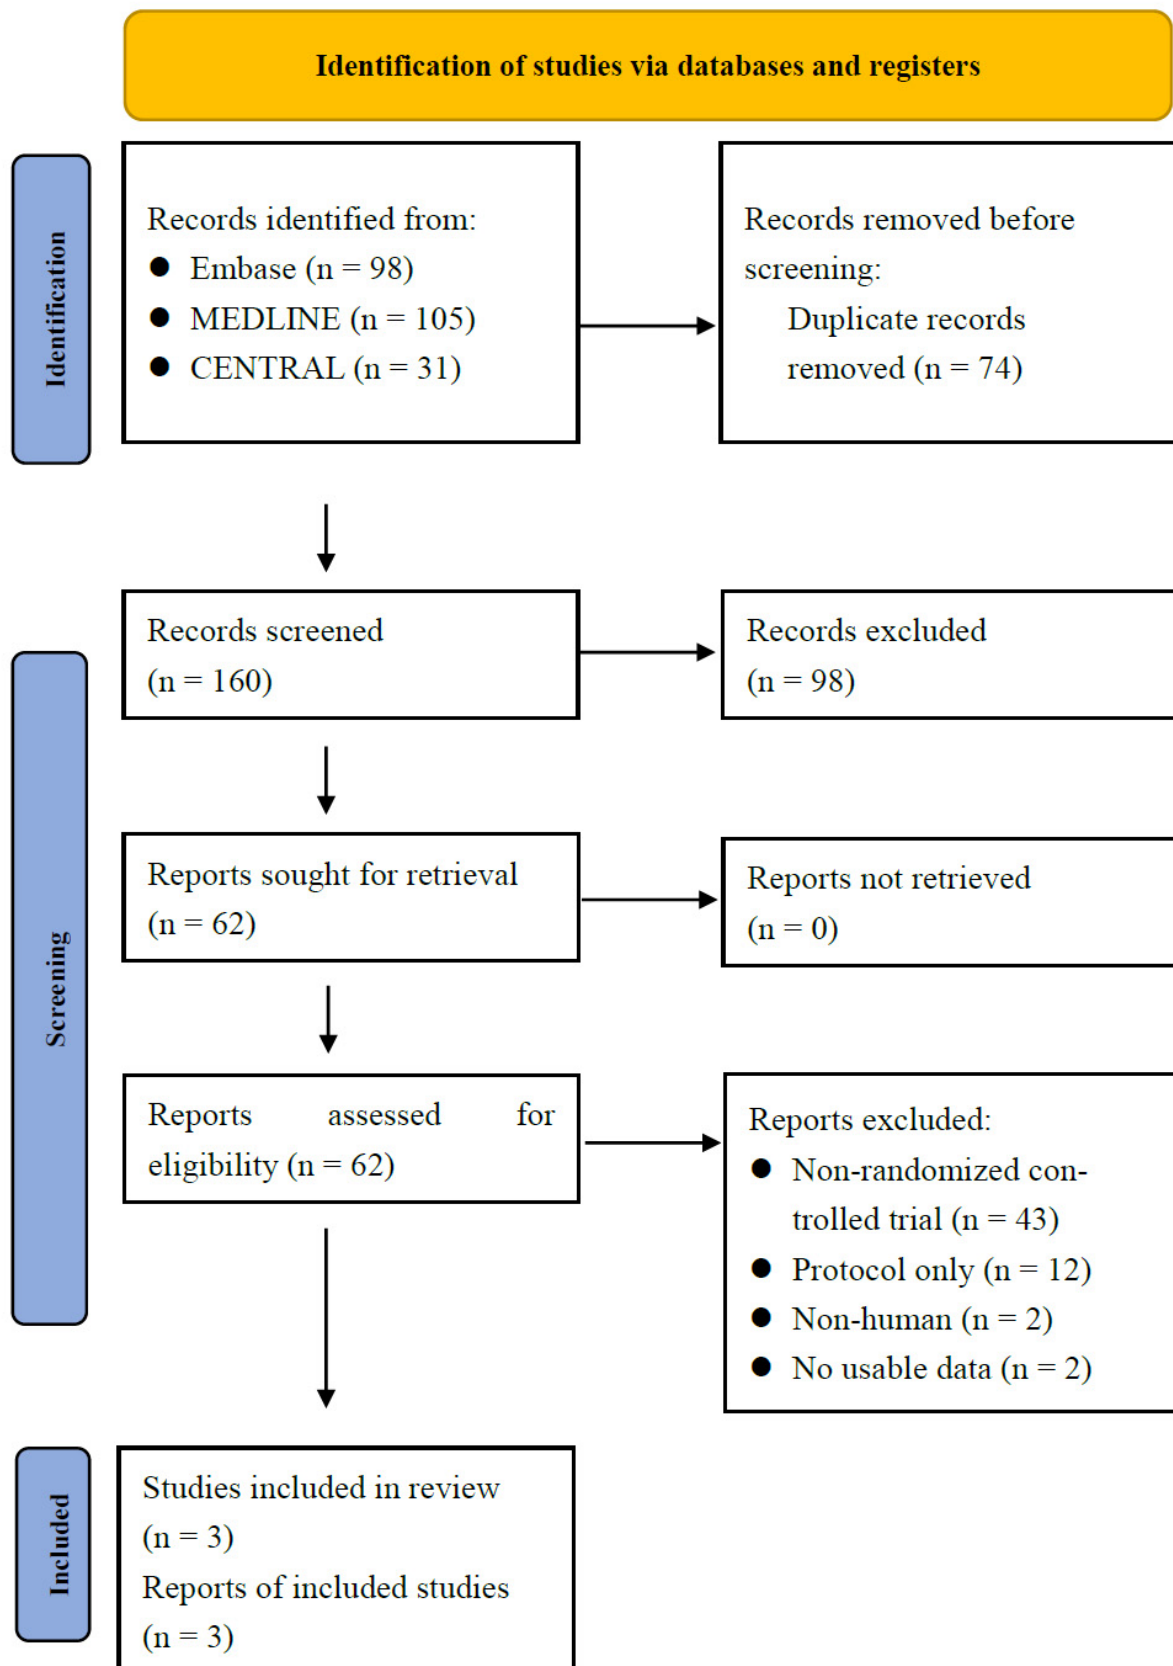 Identification of studies via databases and registers
Identification
Records identified from:
● Embase (n = 98)
● MEDLINE (n = 105)
● CENTRAL (n = 31)
Records removed before
screening:
Duplicate records
removed (n = 74)
Screening
Records screened
(n = 160)
Records excluded
(n = 98)
Reports sought for retrieval
(n = 62)
Reports not retrieved
(n = 0)
Reports assessed for
eligibility (n = 62)
Reports excluded:
● Non-randomized con-
trolled trial (n = 43)
● Protocol only (n = 12)
● Non-human (n = 2)
● No usable data (n = 2)
Included
Studies included in review
(n = 3)
Reports of included studies
(n = 3)